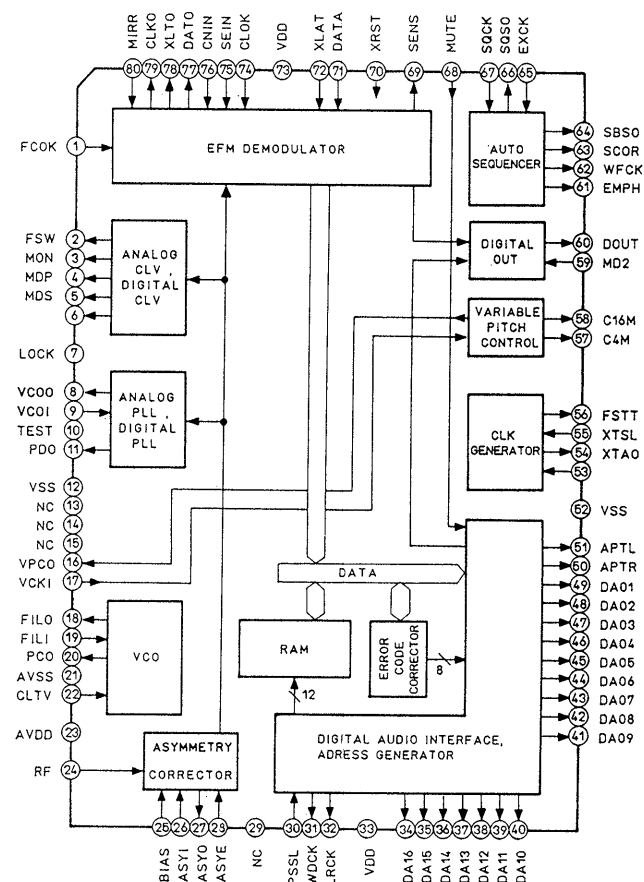 MIRR
CLKO
XLTO
DATO
CNIN
SEIN
CLOK
VDD
XLAT
DATA
XRST
SENS
MUTE
SQCK
SQSO
EXCK
80
79
78
77
76
75
74
73
72
71
70
69
68
67
66
65
FCOK 1
EFM DEMODULATOR
AUTO
SEQUENCER
64 SBSO
63 SCOR
62 WFCK
61 EMPH
FSW 2
MON 3
MDP 4
MDS 5
6
ANALOG
CLV,
DIGITAL
CLV
DIGITAL
OUT
60 DOUT
59 MD2
VARIABLE
PITCH
CONTROL
58 C16M
57 C4M
LOCK 7
VCOO 8
VCOI 9
TEST 10
PDO 11
ANALOG
PLL,
DIGITAL
PLL
CLK
GENERATOR
56 FSTT
55 XTSL
54 XTAO
53
VSS 12
NC 13
NC 14
NC 15
VPCO 16
VCKI 17
52 VSS
DATA
51 APTL
50 APTR
49 DA01
48 DA02
47 DA03
46 DA04
45 DA05
44 DA06
43 DA07
42 DA08
41 DA09
FILO 18
FILI 19
PCO 20
AVSS 21
CLTV 22
VCO
RAM
ERROR
CODE
CORRECTOR
8
12
AVDD 23
RF 24
ASYMMETRY
CORRECTOR
DIGITAL AUDIO INTERFACE,
ADRESS GENERATOR
25
26
27
28
29
30
31
32
33
34
35
36
37
38
39
40
BIAS
ASYI
ASYO
ASYE
NC
PSSL
WDCK
LRCK
VDD
DA16
DA15
DA14
DA13
DA12
DA11
DA10